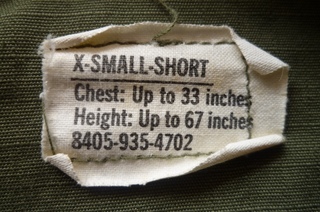 X-SMALL-SHORT
Chest: Up to 33 inches
Height: Up to 67 inches
8405-935-4702